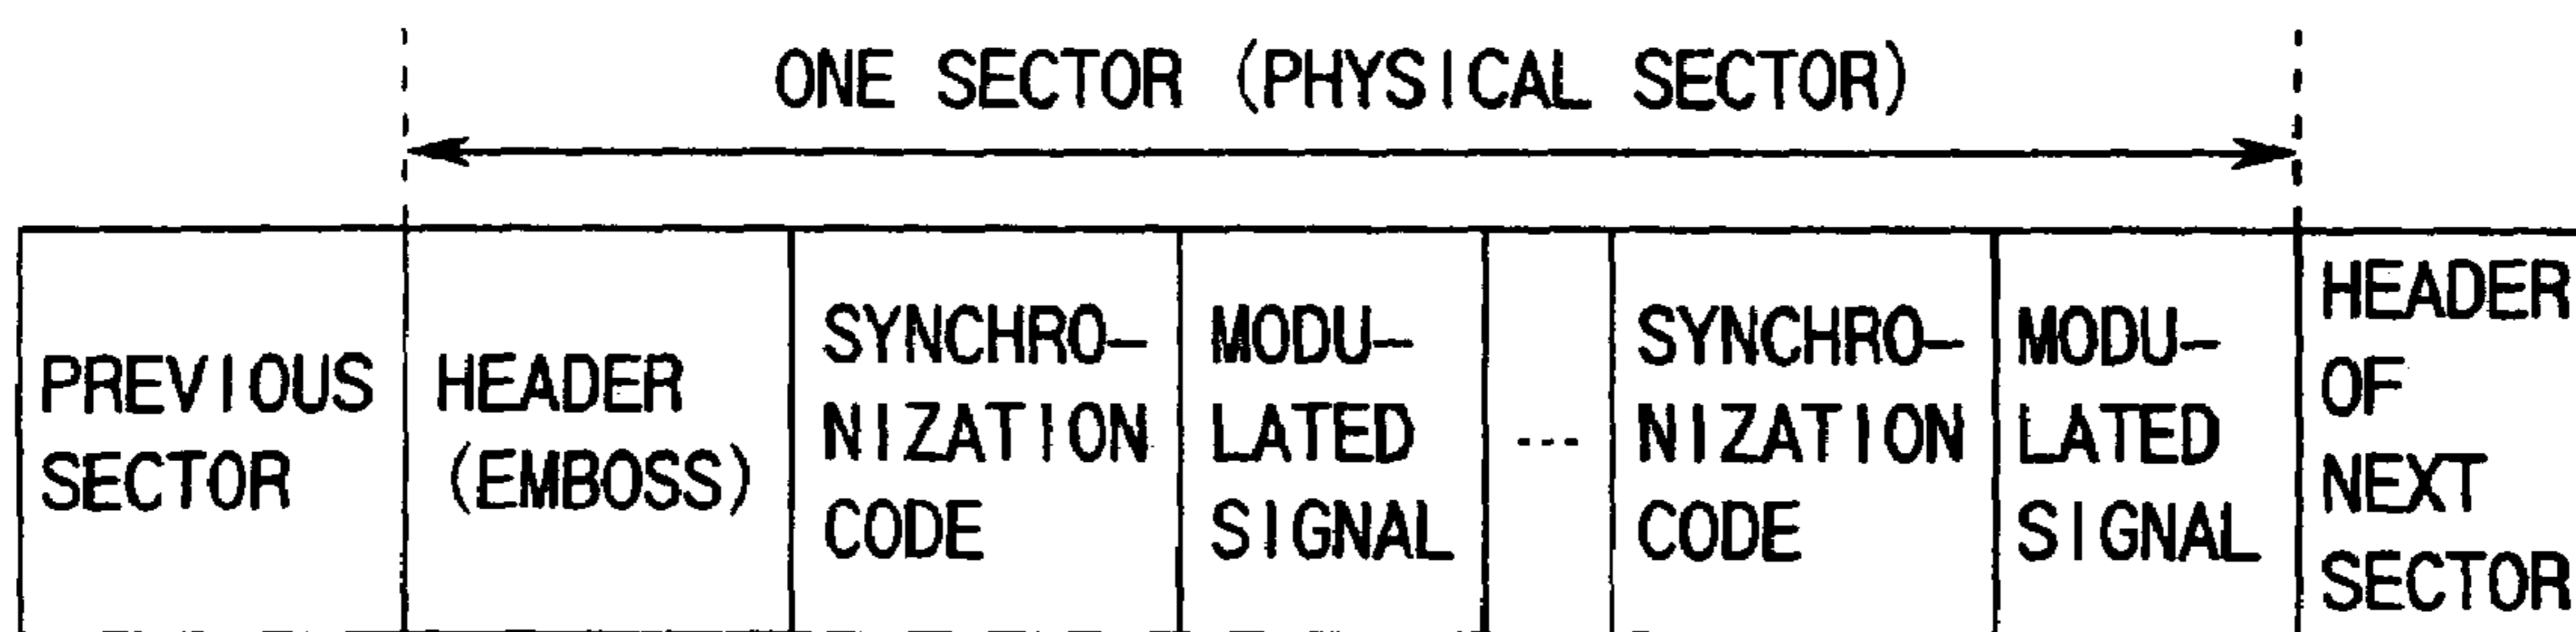 ONE SECTOR (PHYSICAL SECTOR)
PREVIOUS
SECTOR
HEADER
(EMBOSS)
SYNCHRO-
NIZATION
CODE
MODU-
LATED
SIGNAL
---
SYNCHRO-
NIZATION
CODE
MODU-
LATED
SIGNAL
HEADER
OF
NEXT
SECTOR